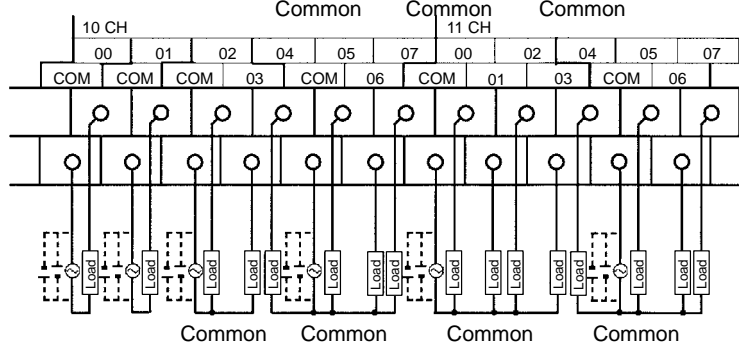 Common Common Common
10 CH 11 CH
00 01 02 04 05 07 00 02 04 05 07
COM COM COM 03 COM 06 COM 01 03 COM 06
Load Load Load Load Load Load Load Load Load Load Load Load Load Load Load Load
Common Common Common Common